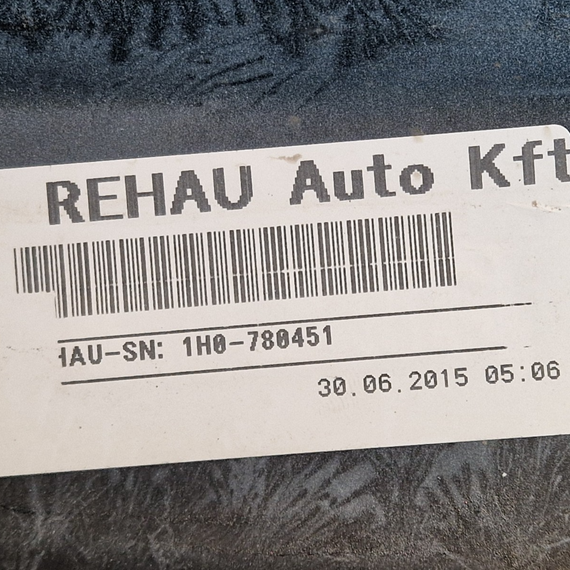 REHAU Auto Kft
HAU-SN: 1H0-780451
30.06.2015 05:06